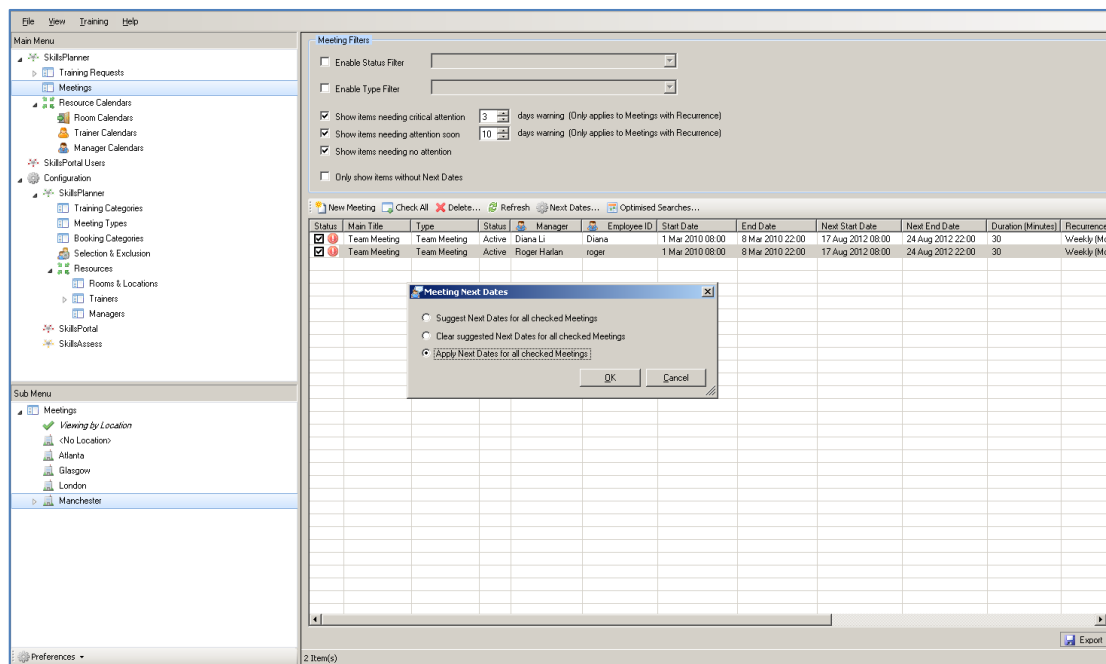 File View Training Help
Main Menu
SkillsPlanner
Training Requests
Meetings
Resource Calendars
Room Calendars
Trainer Calendars
Manager Calendars
SkillsPortal Users
Configuration
SkillsPlanner
Training Categories
Meeting Types
Booking Categories
Selection & Exclusion
Resources
Rooms & Locations
Trainers
Managers
SkillsPortal
SkillsAssess
Sub Menu
Meetings
Viewing by Location
<No Location>
Atlanta
Glasgow
London
Manchester
Preferences
Meeting Filters
Enable Status Filter
Enable Type Filter
Show items needing critical attention 3 days warning (Only applies to Meetings with Recurrence)
Show items needing attention soon 10 days warning (Only applies to Meetings with Recurrence)
Show items needing no attention
Only show items without Next Dates
New Meeting Check All Delete... Refresh Next Dates... Optimised Searches...
Status Main Title Type Status Manager Employee ID Start Date End Date Next Start Date Next End Date Duration (Minutes) Recurrence
Team Meeting Team Meeting Active Diana Li Diana 1 Mar 2010 08:00 8 Mar 2010 22:00 17 Aug 2012 08:00 24 Aug 2012 22:00 30 Weekly (Mo
Team Meeting Team Meeting Active Roger Harlan roger 1 Mar 2010 08:00 8 Mar 2010 22:00 17 Aug 2012 08:00 24 Aug 2012 22:00 30 Weekly (Mo
Meeting Next Dates
Suggest Next Dates for all checked Meetings
Clear suggested Next Dates for all checked Meetings
Apply Next Dates for all checked Meetings
OK Cancel
Export
2 Item(s)